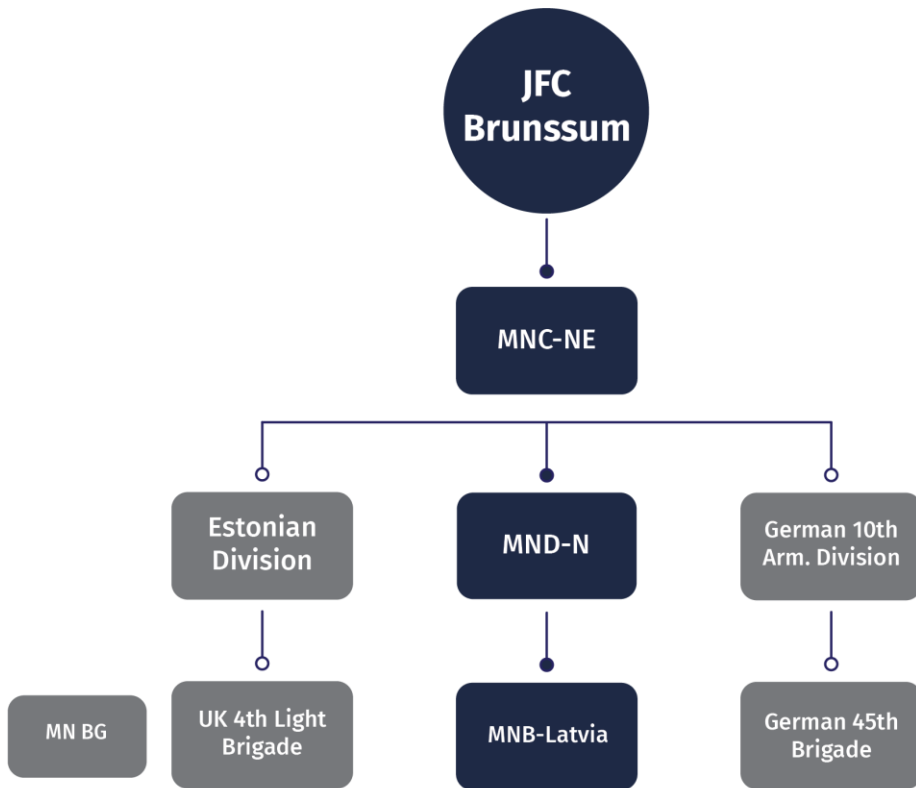 JFC
Brunssum
MNC-NE
Estonian
Division
MND-N
German 10th
Arm. Division
MN BG
UK 4th Light
Brigade
MNB-Latvia
German 45th
Brigade